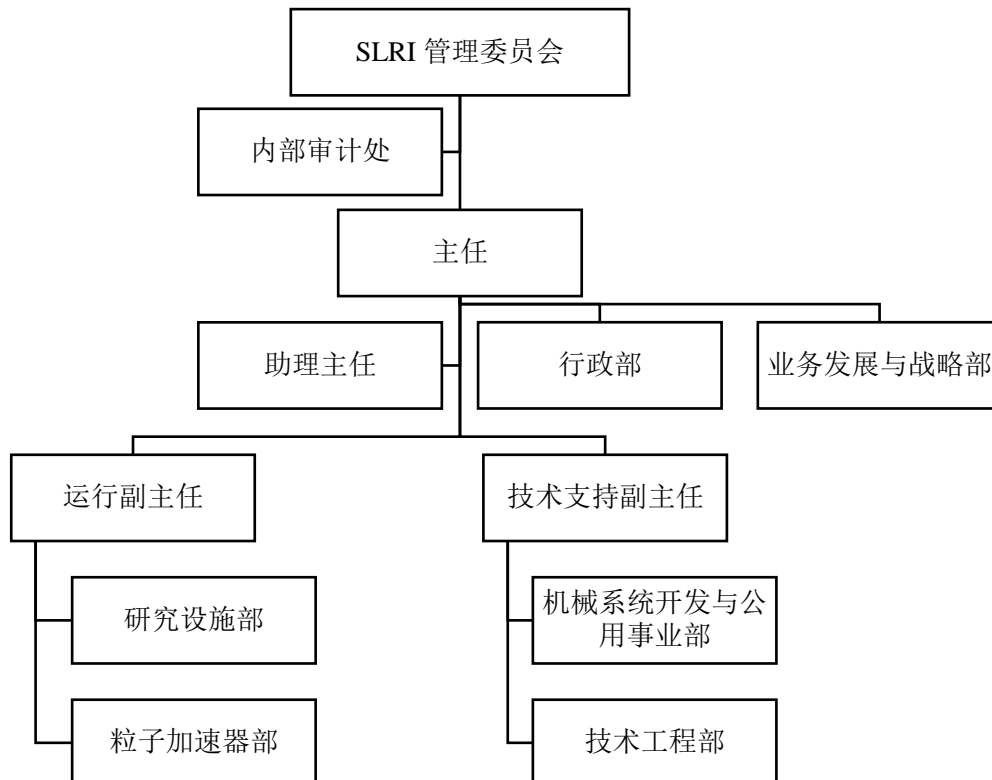 SLRI 管理委员会
内部审计处
主任
助理主任
行政部
业务发展与战略部
运行副主任
技术支持副主任
研究设施部
机械系统开发与公
用事业部
粒子加速器部
技术工程部